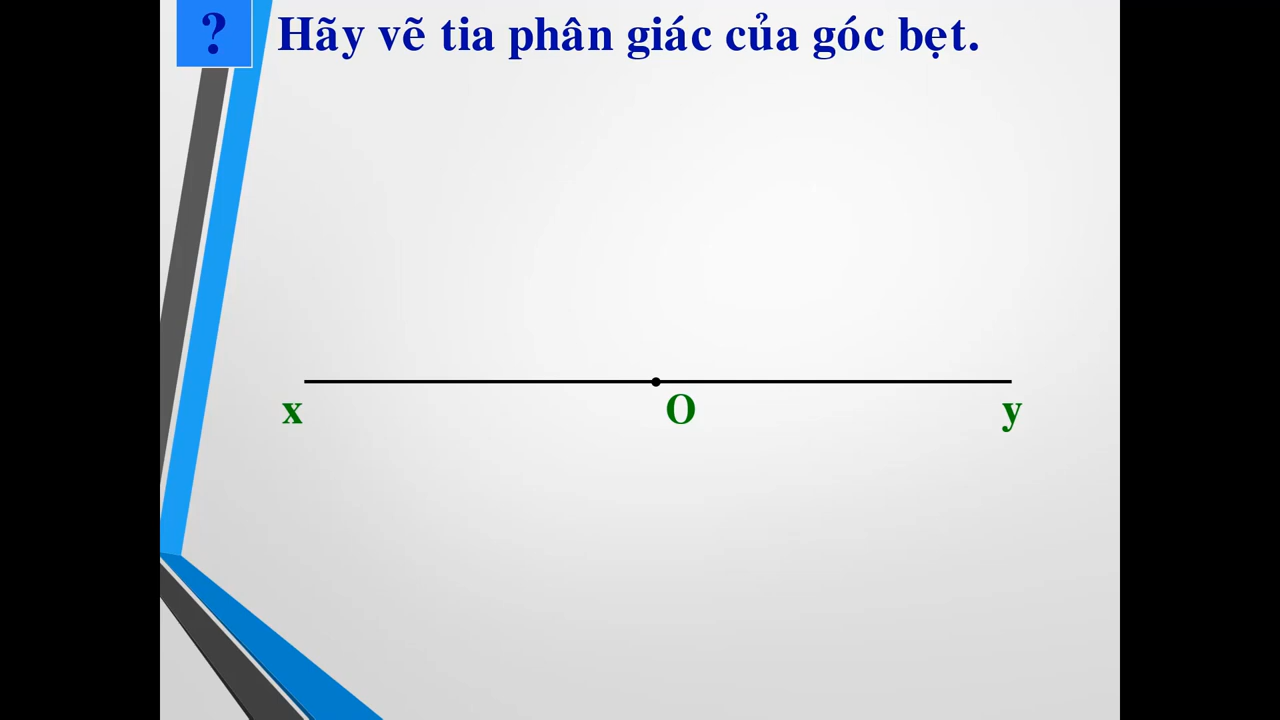 ? Hãy vẽ tia phân giác của góc bẹt.
x O y